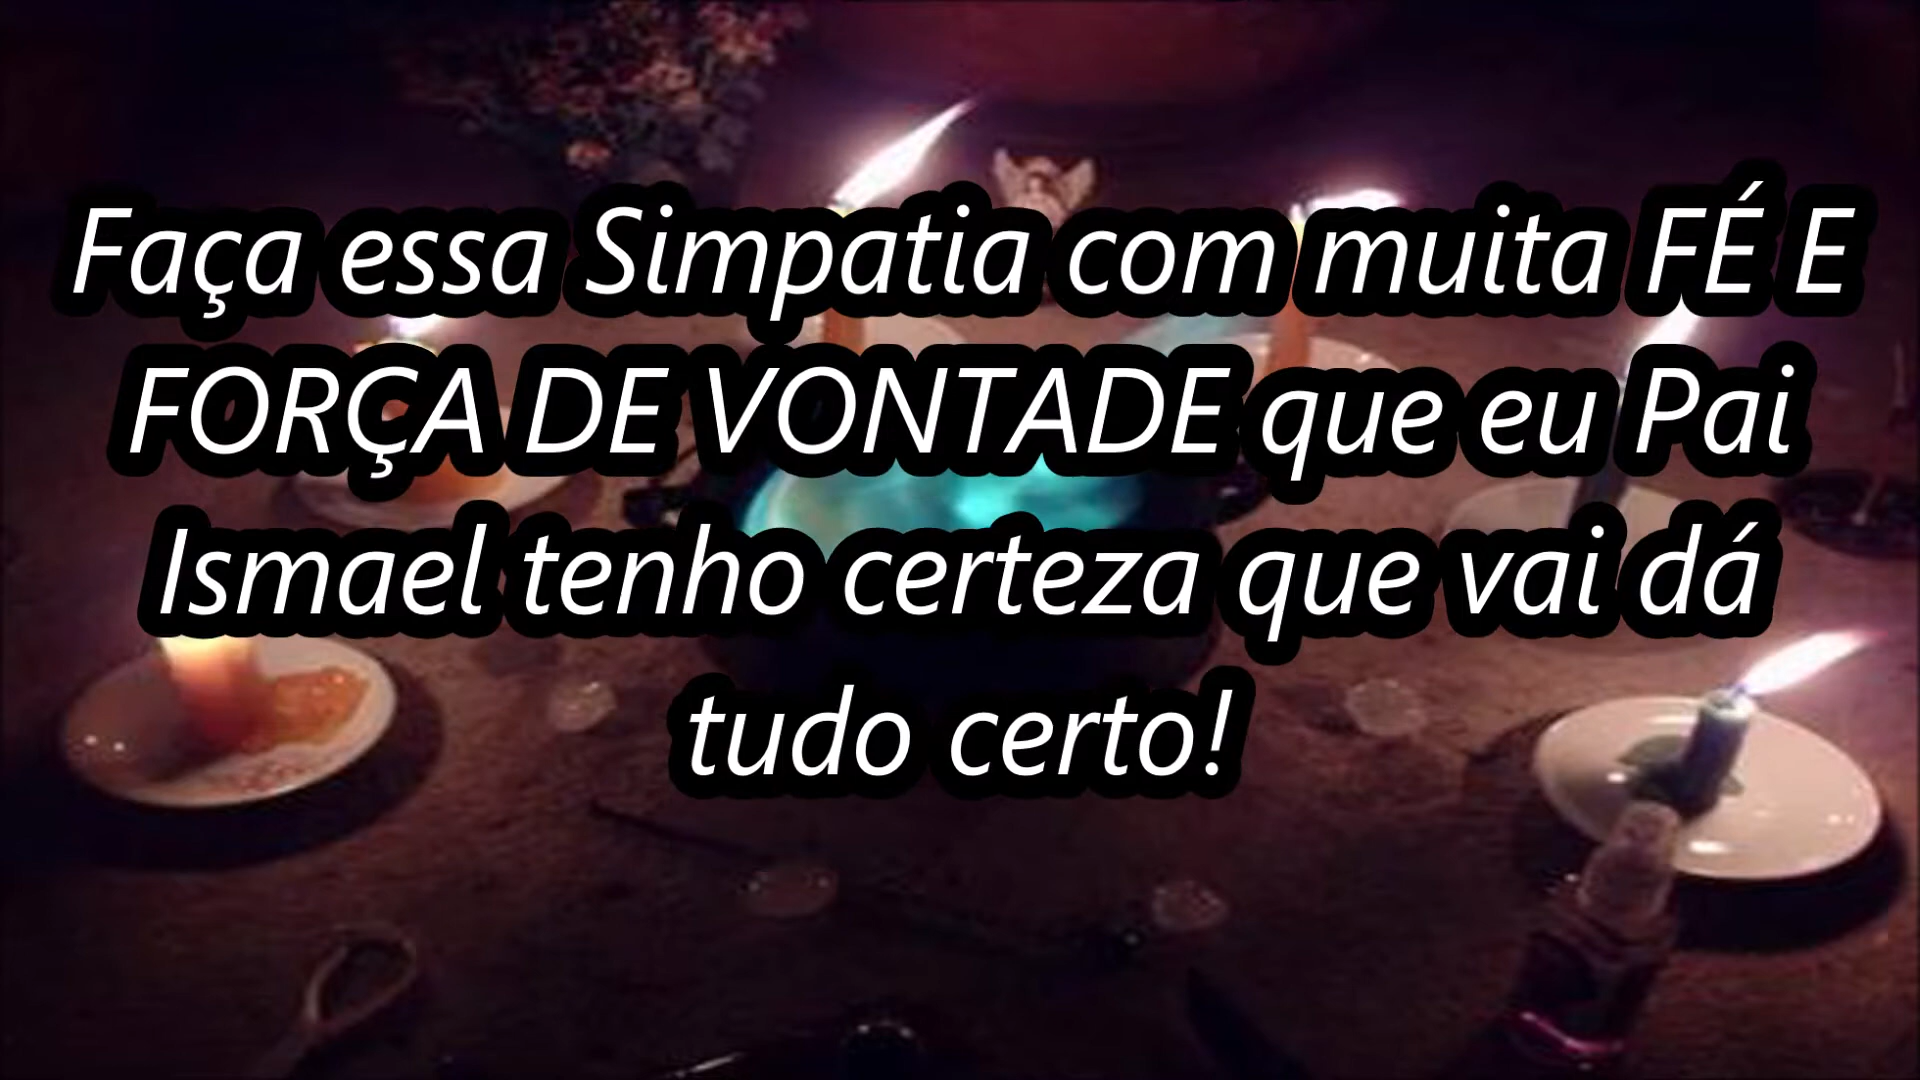 Faça essa Simpatia com muita FÉ E
FORÇA DE VONTADE que eu Pai
Ismael tenho certeza que vai dá
tudo certo!